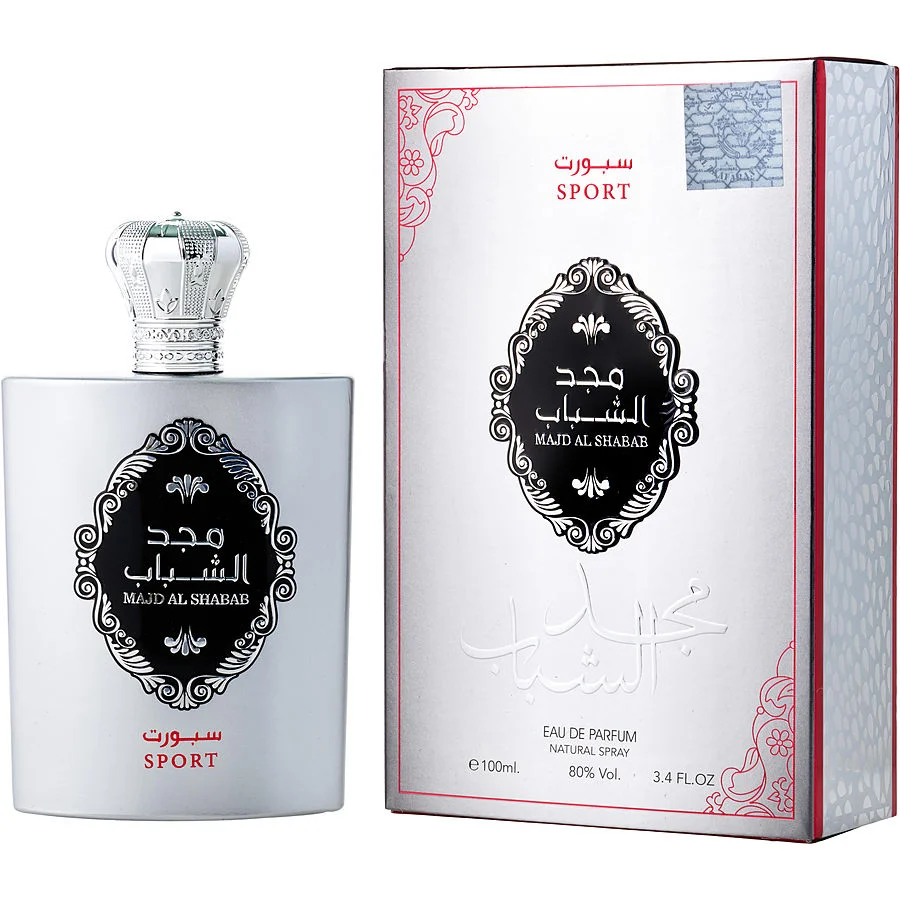 سبورت
SPORT
مجد
الشباب
MAJD AL SHABAB
مجد
الشباب
EAU DE PARFUM
NATURAL SPRAY
e 100ml. 80% Vol. 3.4 FL.OZ
مجد
الشباب
MAJD AL SHABAB
سبورت
SPORT